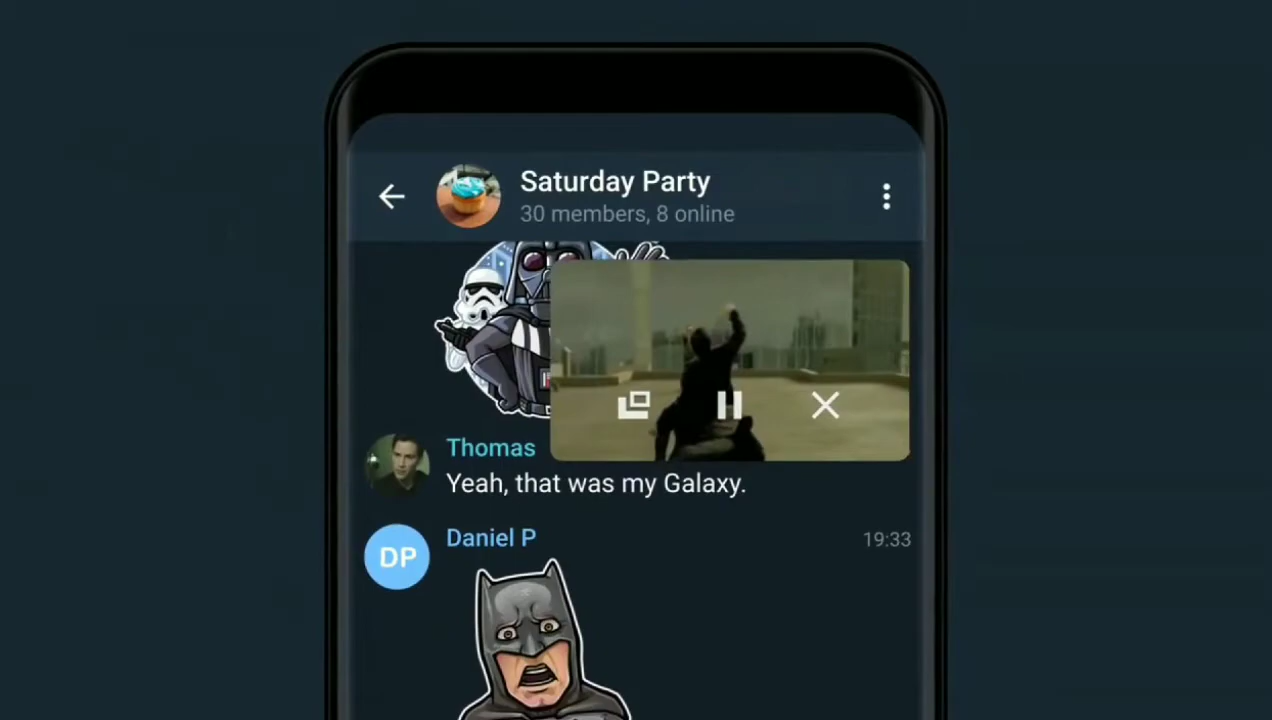 Saturday Party
30 members, 8 online
Thomas
Yeah, that was my Galaxy.
DP
Daniel P
19:33